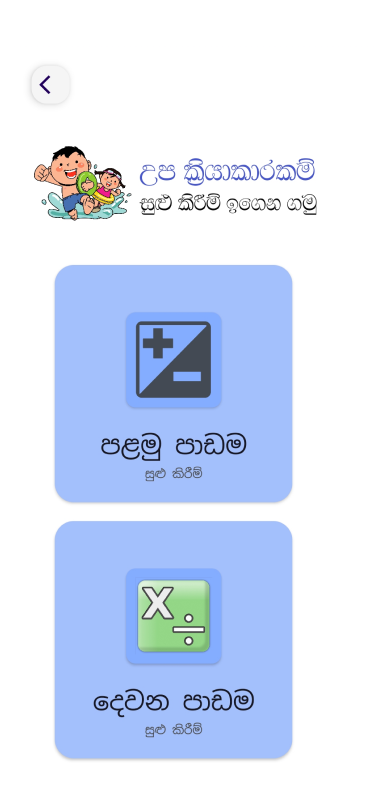 උප ක්‍රියාකාරකම්
සුළු කිරීම් ඉගෙන ගමු
පළමු පාඩම
සුළු කිරීම්
දෙවන පාඩම
සුළු කිරීම්